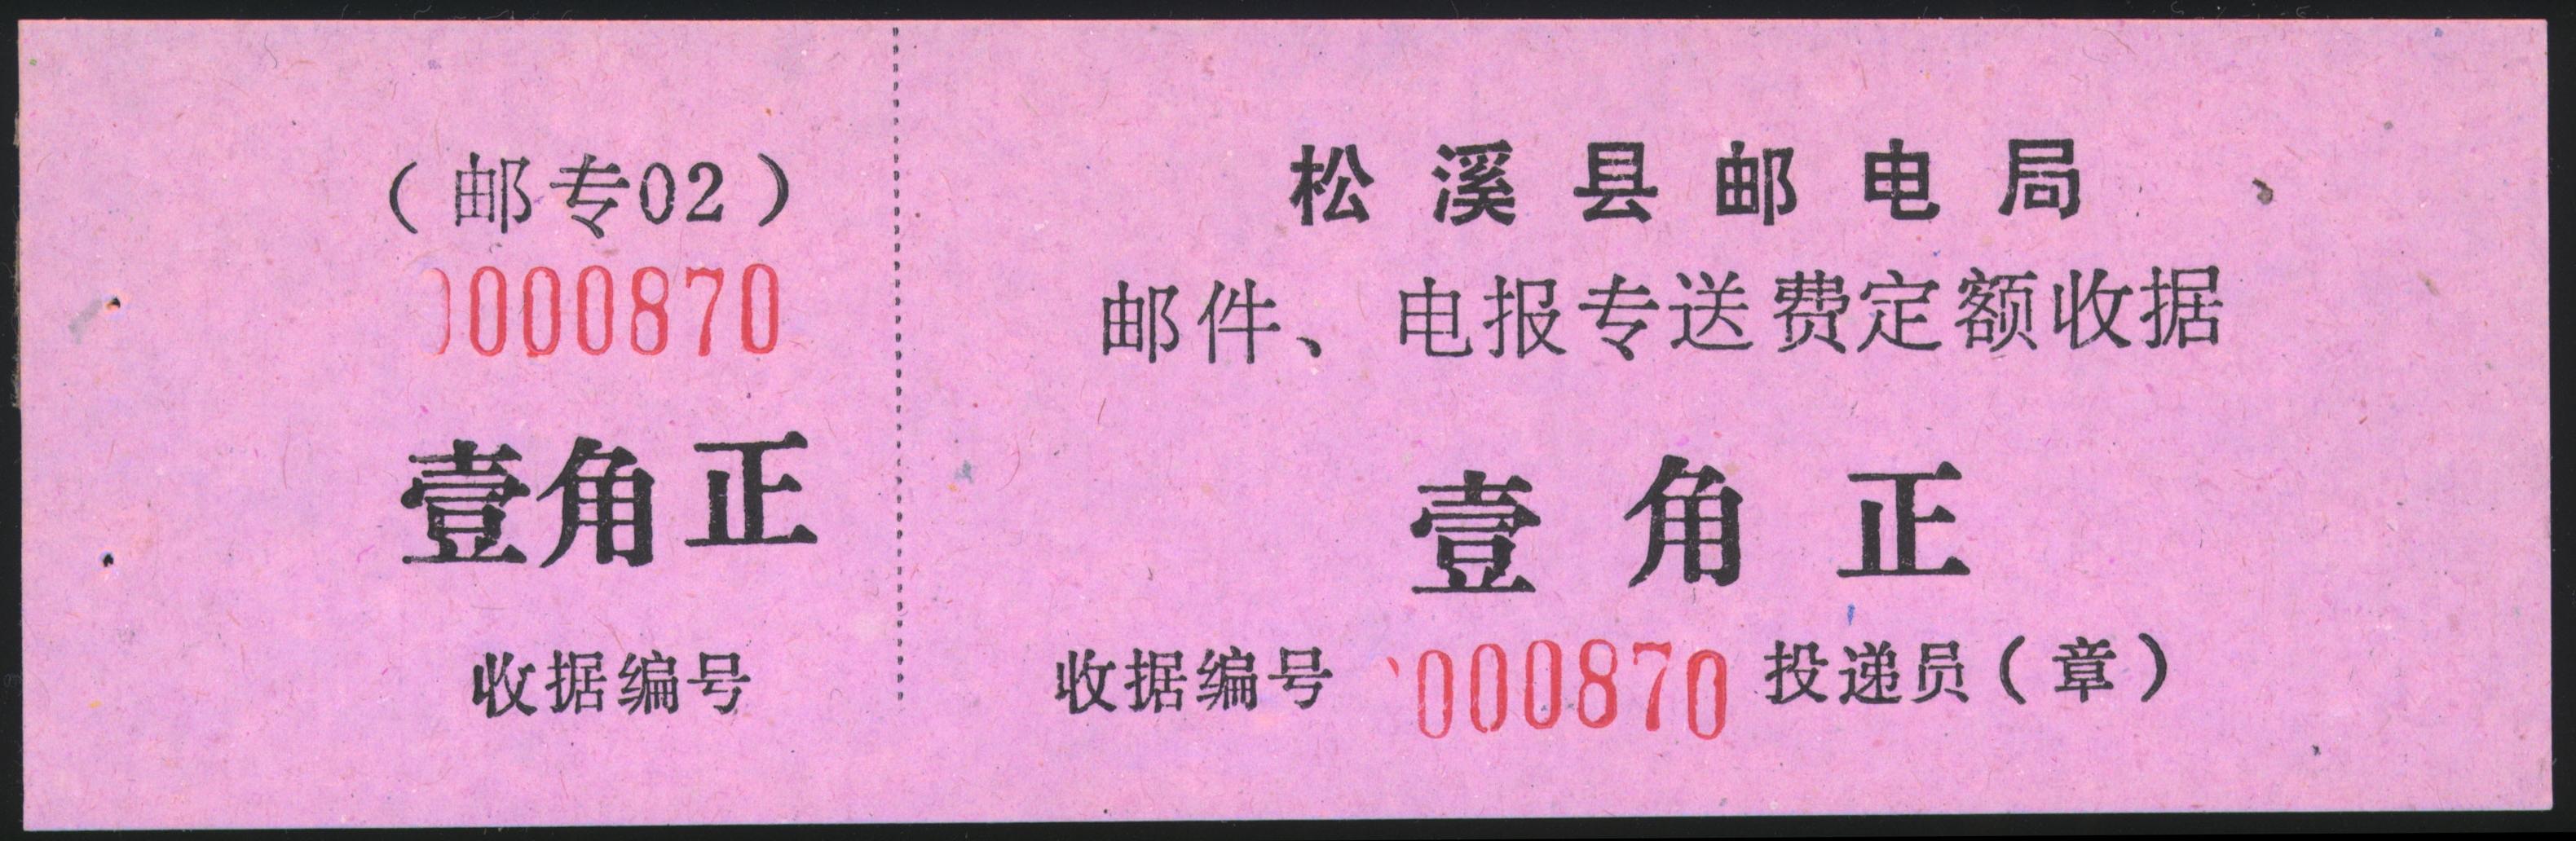 （邮专02）
0000870
壹角正
收据编号
松溪县邮电局
邮件、电报专送费定额收据
壹角正
收据编号 000870 投递员（章）